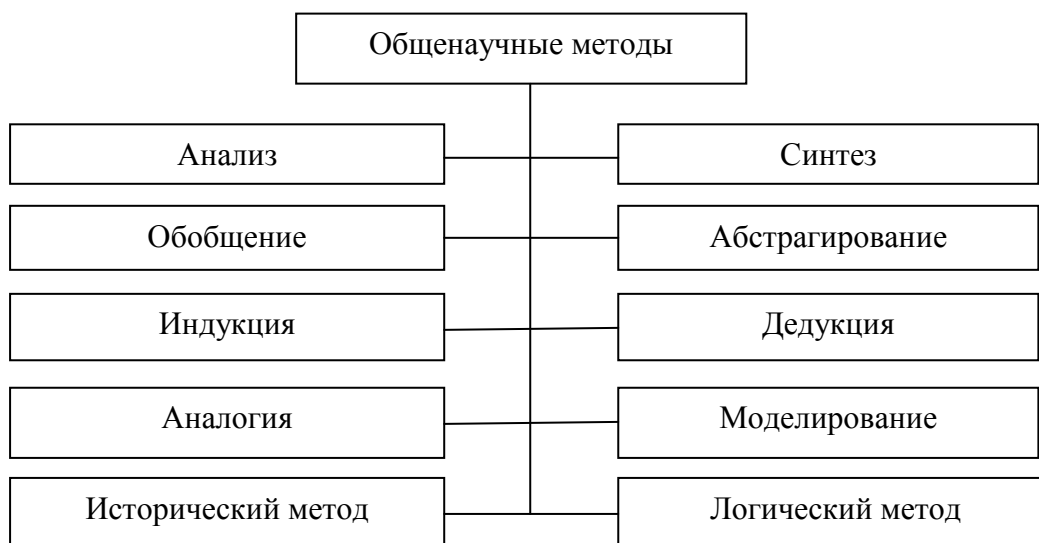 Общенаучные методы
Анализ
Синтез
Обобщение
Абстрагирование
Индукция
Дедукция
Аналогия
Моделирование
Исторический метод
Логический метод